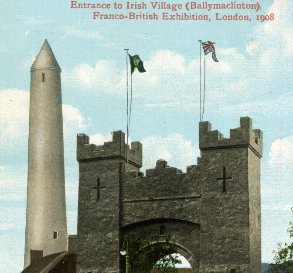 Entrance to Irish Village (Ballymaclinton),
Franco-British Exhibition, London, 1908